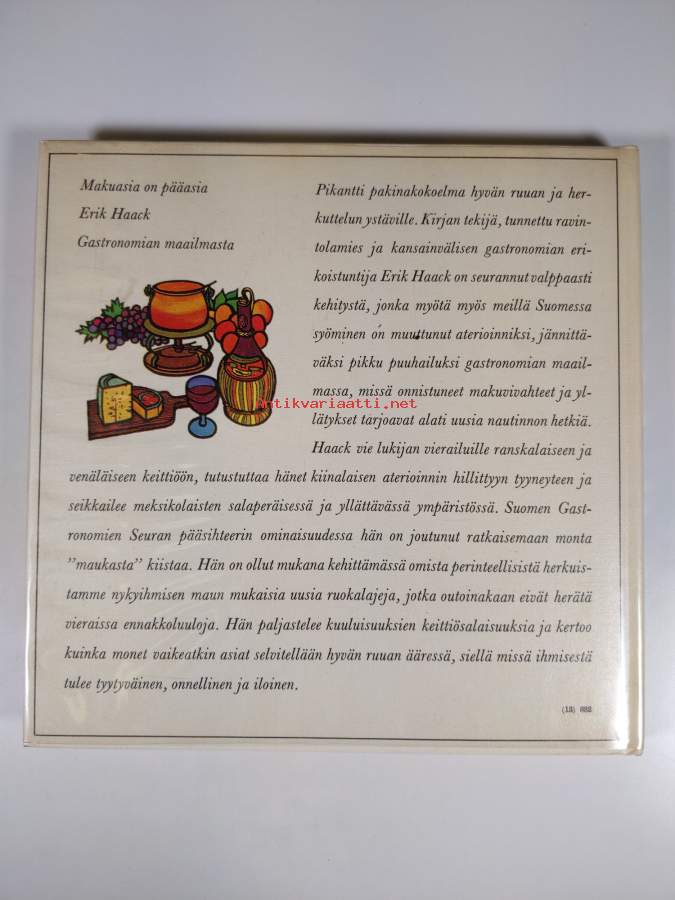 Makuasia on pääasia
Erik Haack
Gastronomian maailmasta
Pikantti pakinakokoelma hyvän ruuan ja her-
kuttelun ystäville. Kirjan tekijä, tunnettu ravin-
tolamies ja kansainvälisen gastronomian eri-
koistuntija Erik Haack on seurannut valppaasti
kehitystä, jonka myötä myös meillä Suomessa
syöminen on muuttunut aterioinniksi, jännittä-
väksi pikku puuhailuksi gastronomian maail-
massa, missä onnistuneet makuvivahteet ja yl-
lätykset tarjoavat alati uusia nautinnon hetkiä.
Haack vie lukijan vierailuille ranskalaiseen ja
venäläiseen keittiöön, tutustuttaa hänet kiinalaisen aterioinnin hillittyyn tyyneyteen ja
seikkailee meksikolaisten salaperäisessä ja yllättävässä ympäristössä. Suomen Gast-
ronomien Seuran pääsihteerin ominaisuudessa hän on joutunut ratkaisemaan monta
”maukasta” kiistaa. Hän on ollut mukana kehittämässä omista perinteellisistä herkuis-
tamme nykyihmisen maun mukaisia uusia ruokalajeja, jotka outoinakaan eivät herätä
vieraissa ennakkoluuloja. Hän paljastelee kuuluisuuksien keittiösalaisuuksia ja kertoo
kuinka monet vaikeatkin asiat selvitellään hyvän ruuan ääressä, siellä missä ihmisestä
tulee tyytyväinen, onnellinen ja iloinen.
(13) 882
antikvariaatti.net